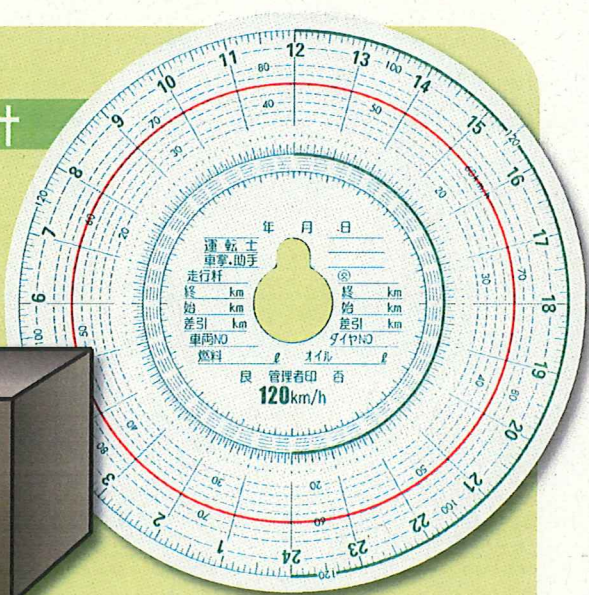 計
12
13
14
15
16
17
18
19
20
21
22
23
24
1
2
3
6
7
8
9
10
11
年 月 日
運転士
車掌・助手
走行粁
終 km 終 km
始 km 始 km
差引 km 差引 km
車両NO ダイヤNO
燃料 ℓ オイル ℓ
良 管理者印 否
120km/h